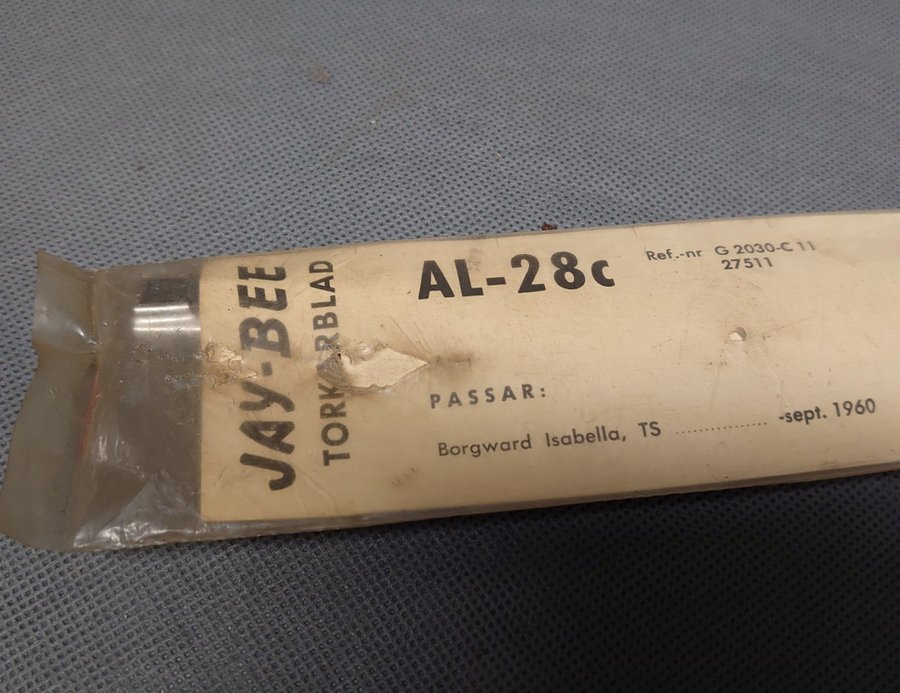 JAY-BEE
TORKARBLAD
AL-28c
Ref.-nr G 2030-C 11
27511
PASSAR:
Borgward Isabella, TS ................. -sept. 1960